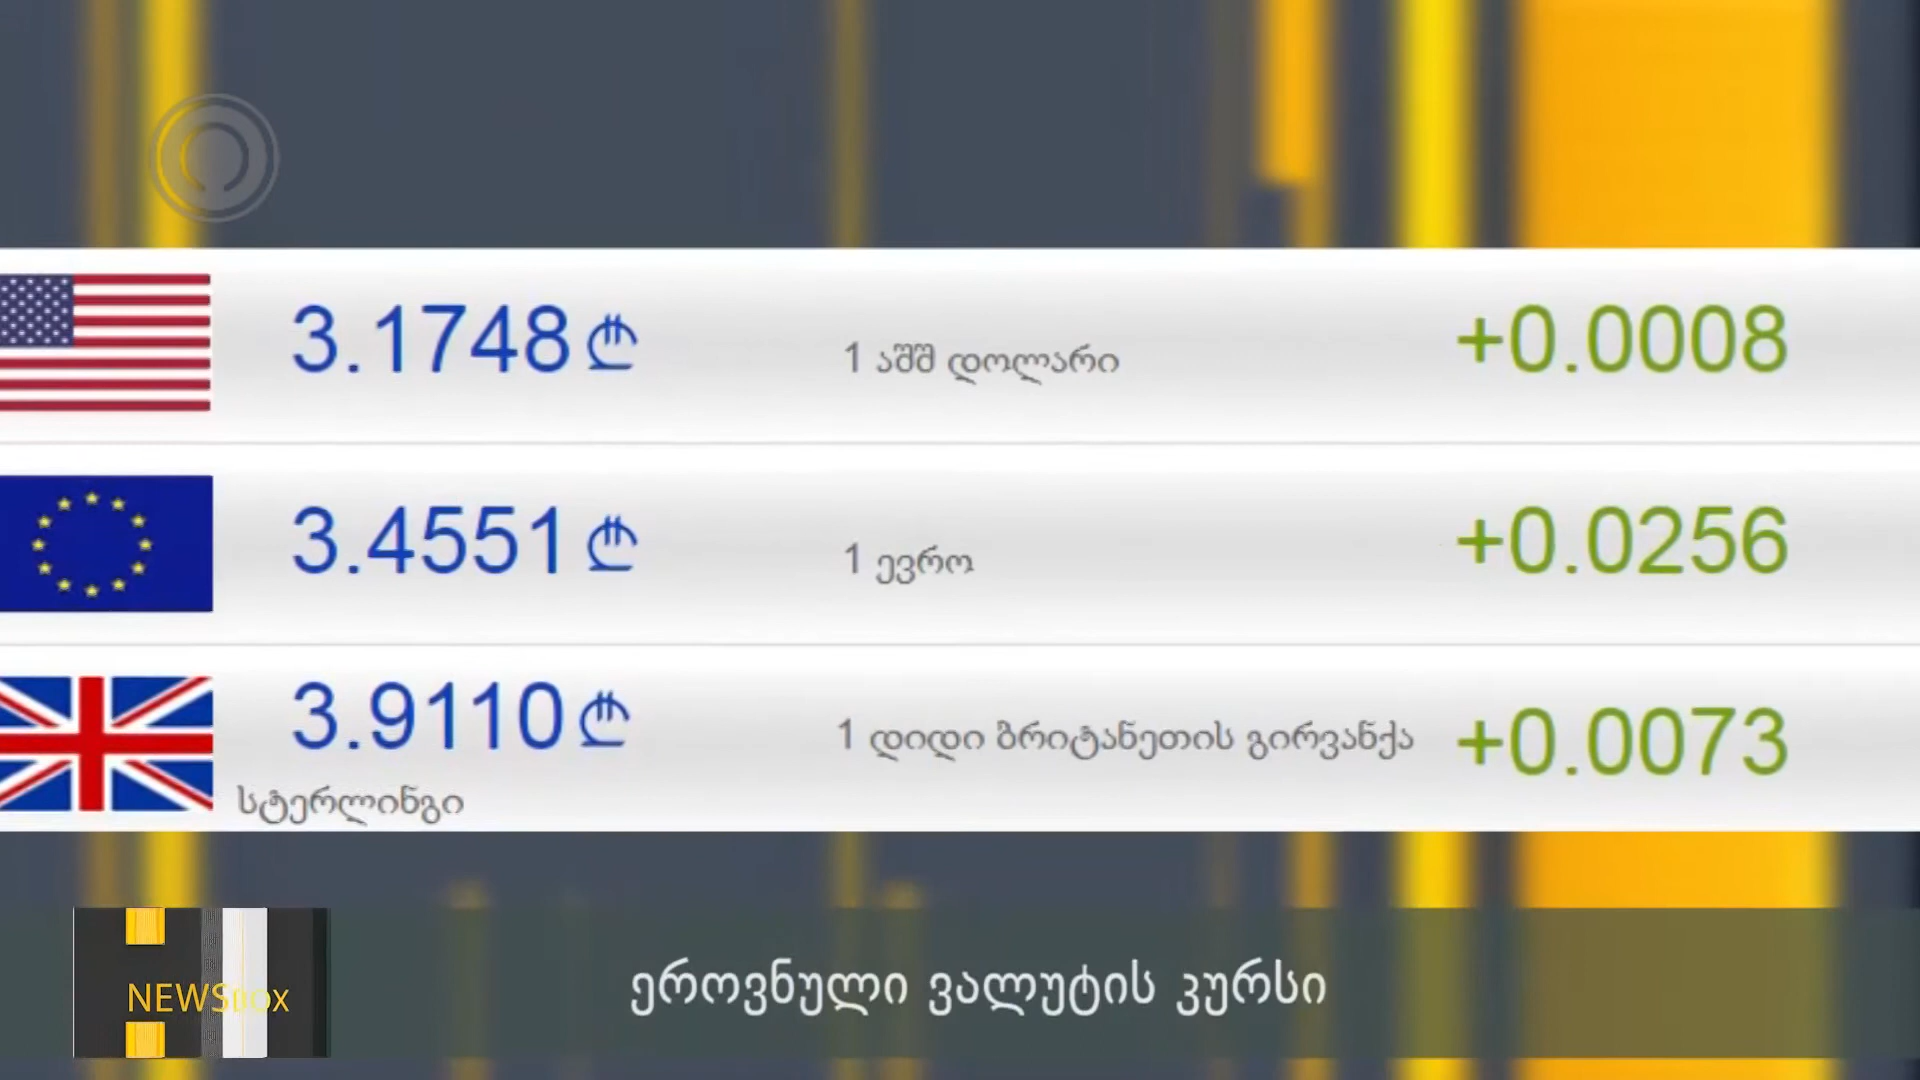 3.1748 ₾ 1 აშშ დოლარი +0.0008
3.4551 ₾ 1 ევრო +0.0256
3.9110 ₾ 1 დიდი ბრიტანეთის გირვანქა +0.0073
სტერლინგი
NEWSBOX
ეროვნული ვალუტის კურსი